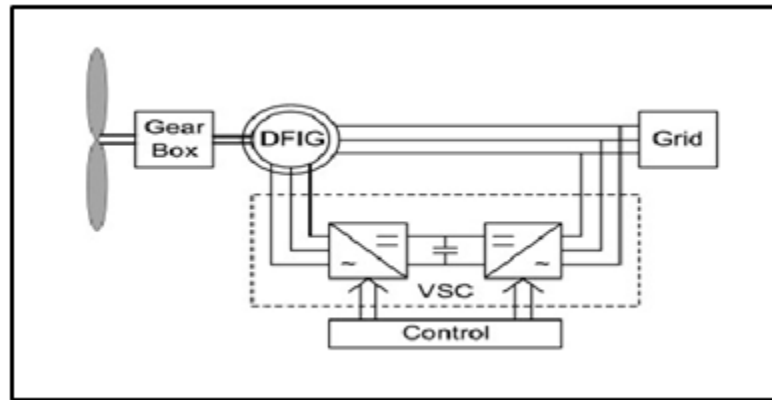 Gear
Box
DFIG
Grid
~
~
VSC
Control